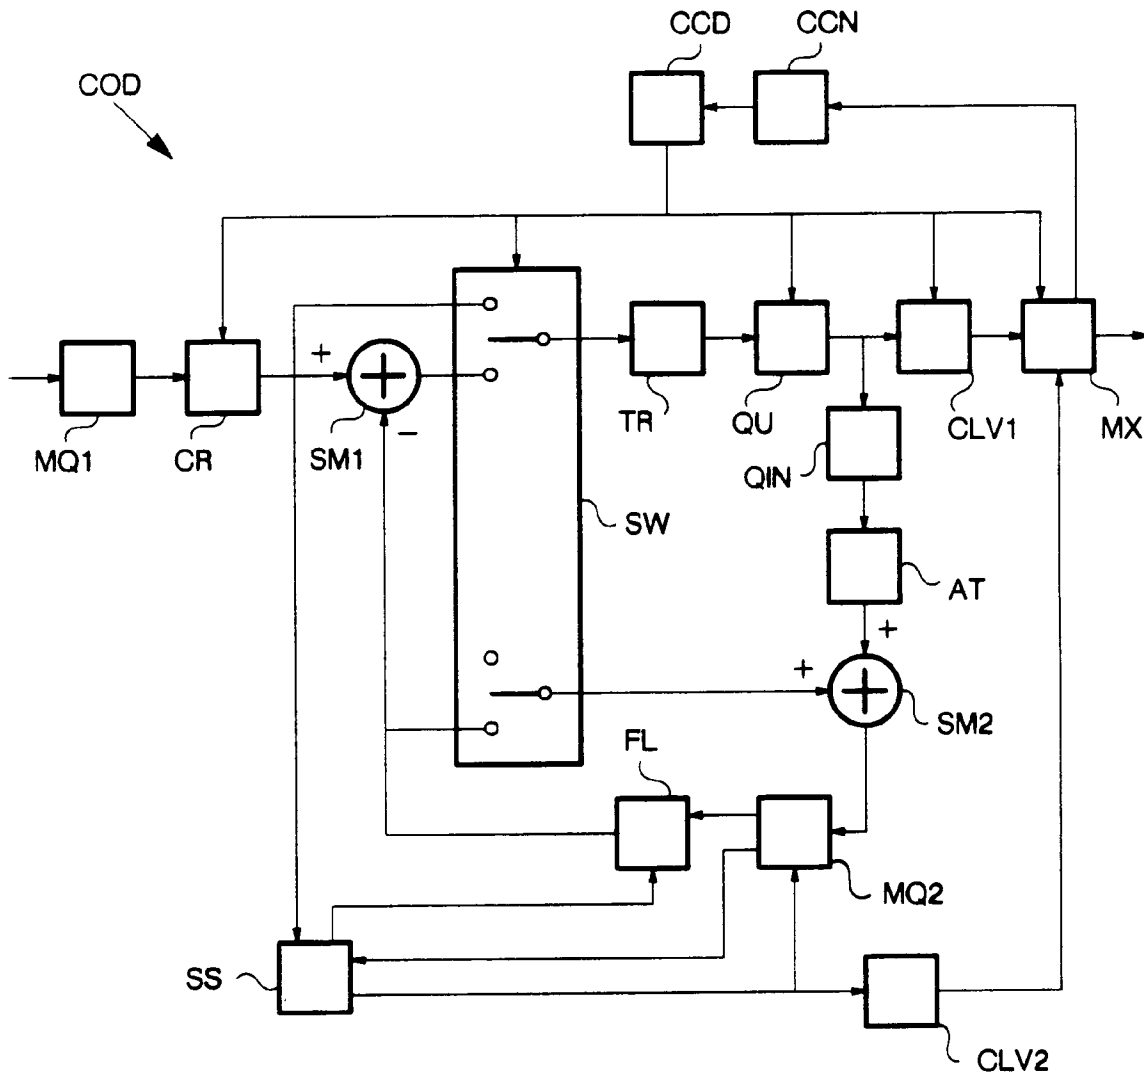 CCD
CCN
COD
+
−
MQ1
CR
SM1
SW
TR
QU
CLV1
MX
QIN
AT
+
+
SM2
FL
MQ2
SS
CLV2